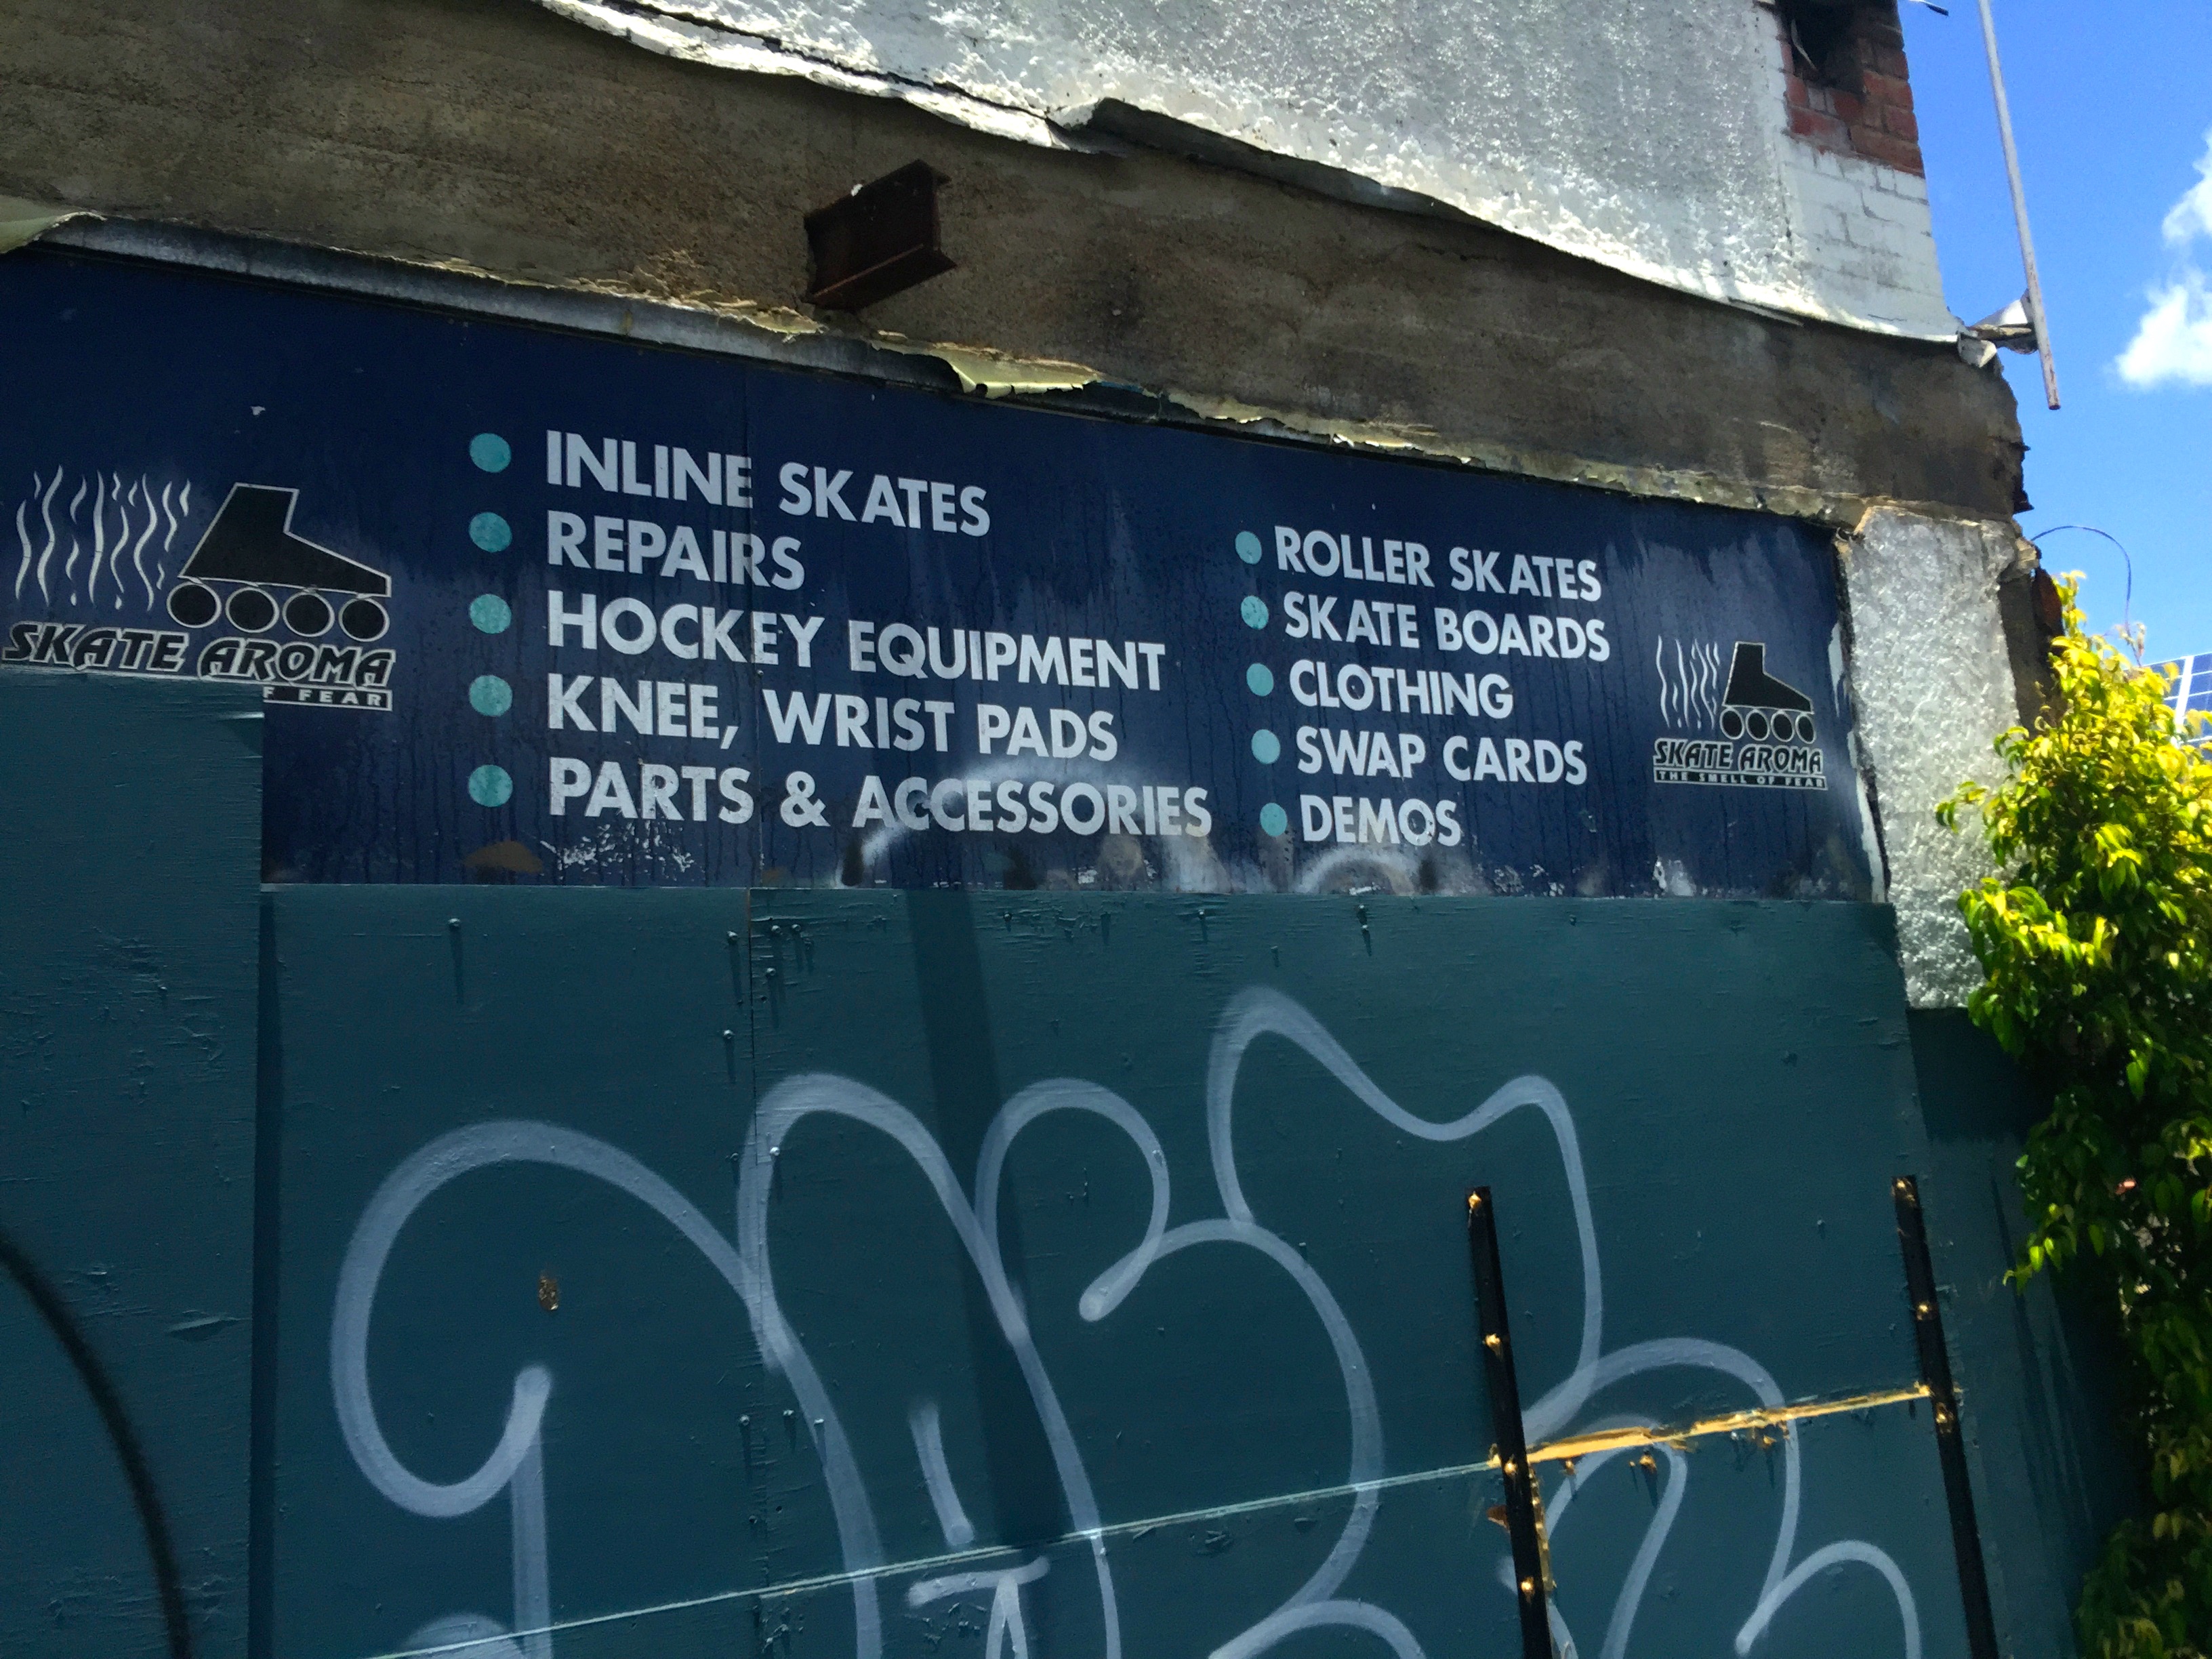 SKATE AROMA
F FEAR
INLINE SKATES
REPAIRS
HOCKEY EQUIPMENT
KNEE, WRIST PADS
PARTS & ACCESSORIES
ROLLER SKATES
SKATE BOARDS
CLOTHING
SWAP CARDS
DEMOS
SKATE AROMA
THE SMELL OF FEAR